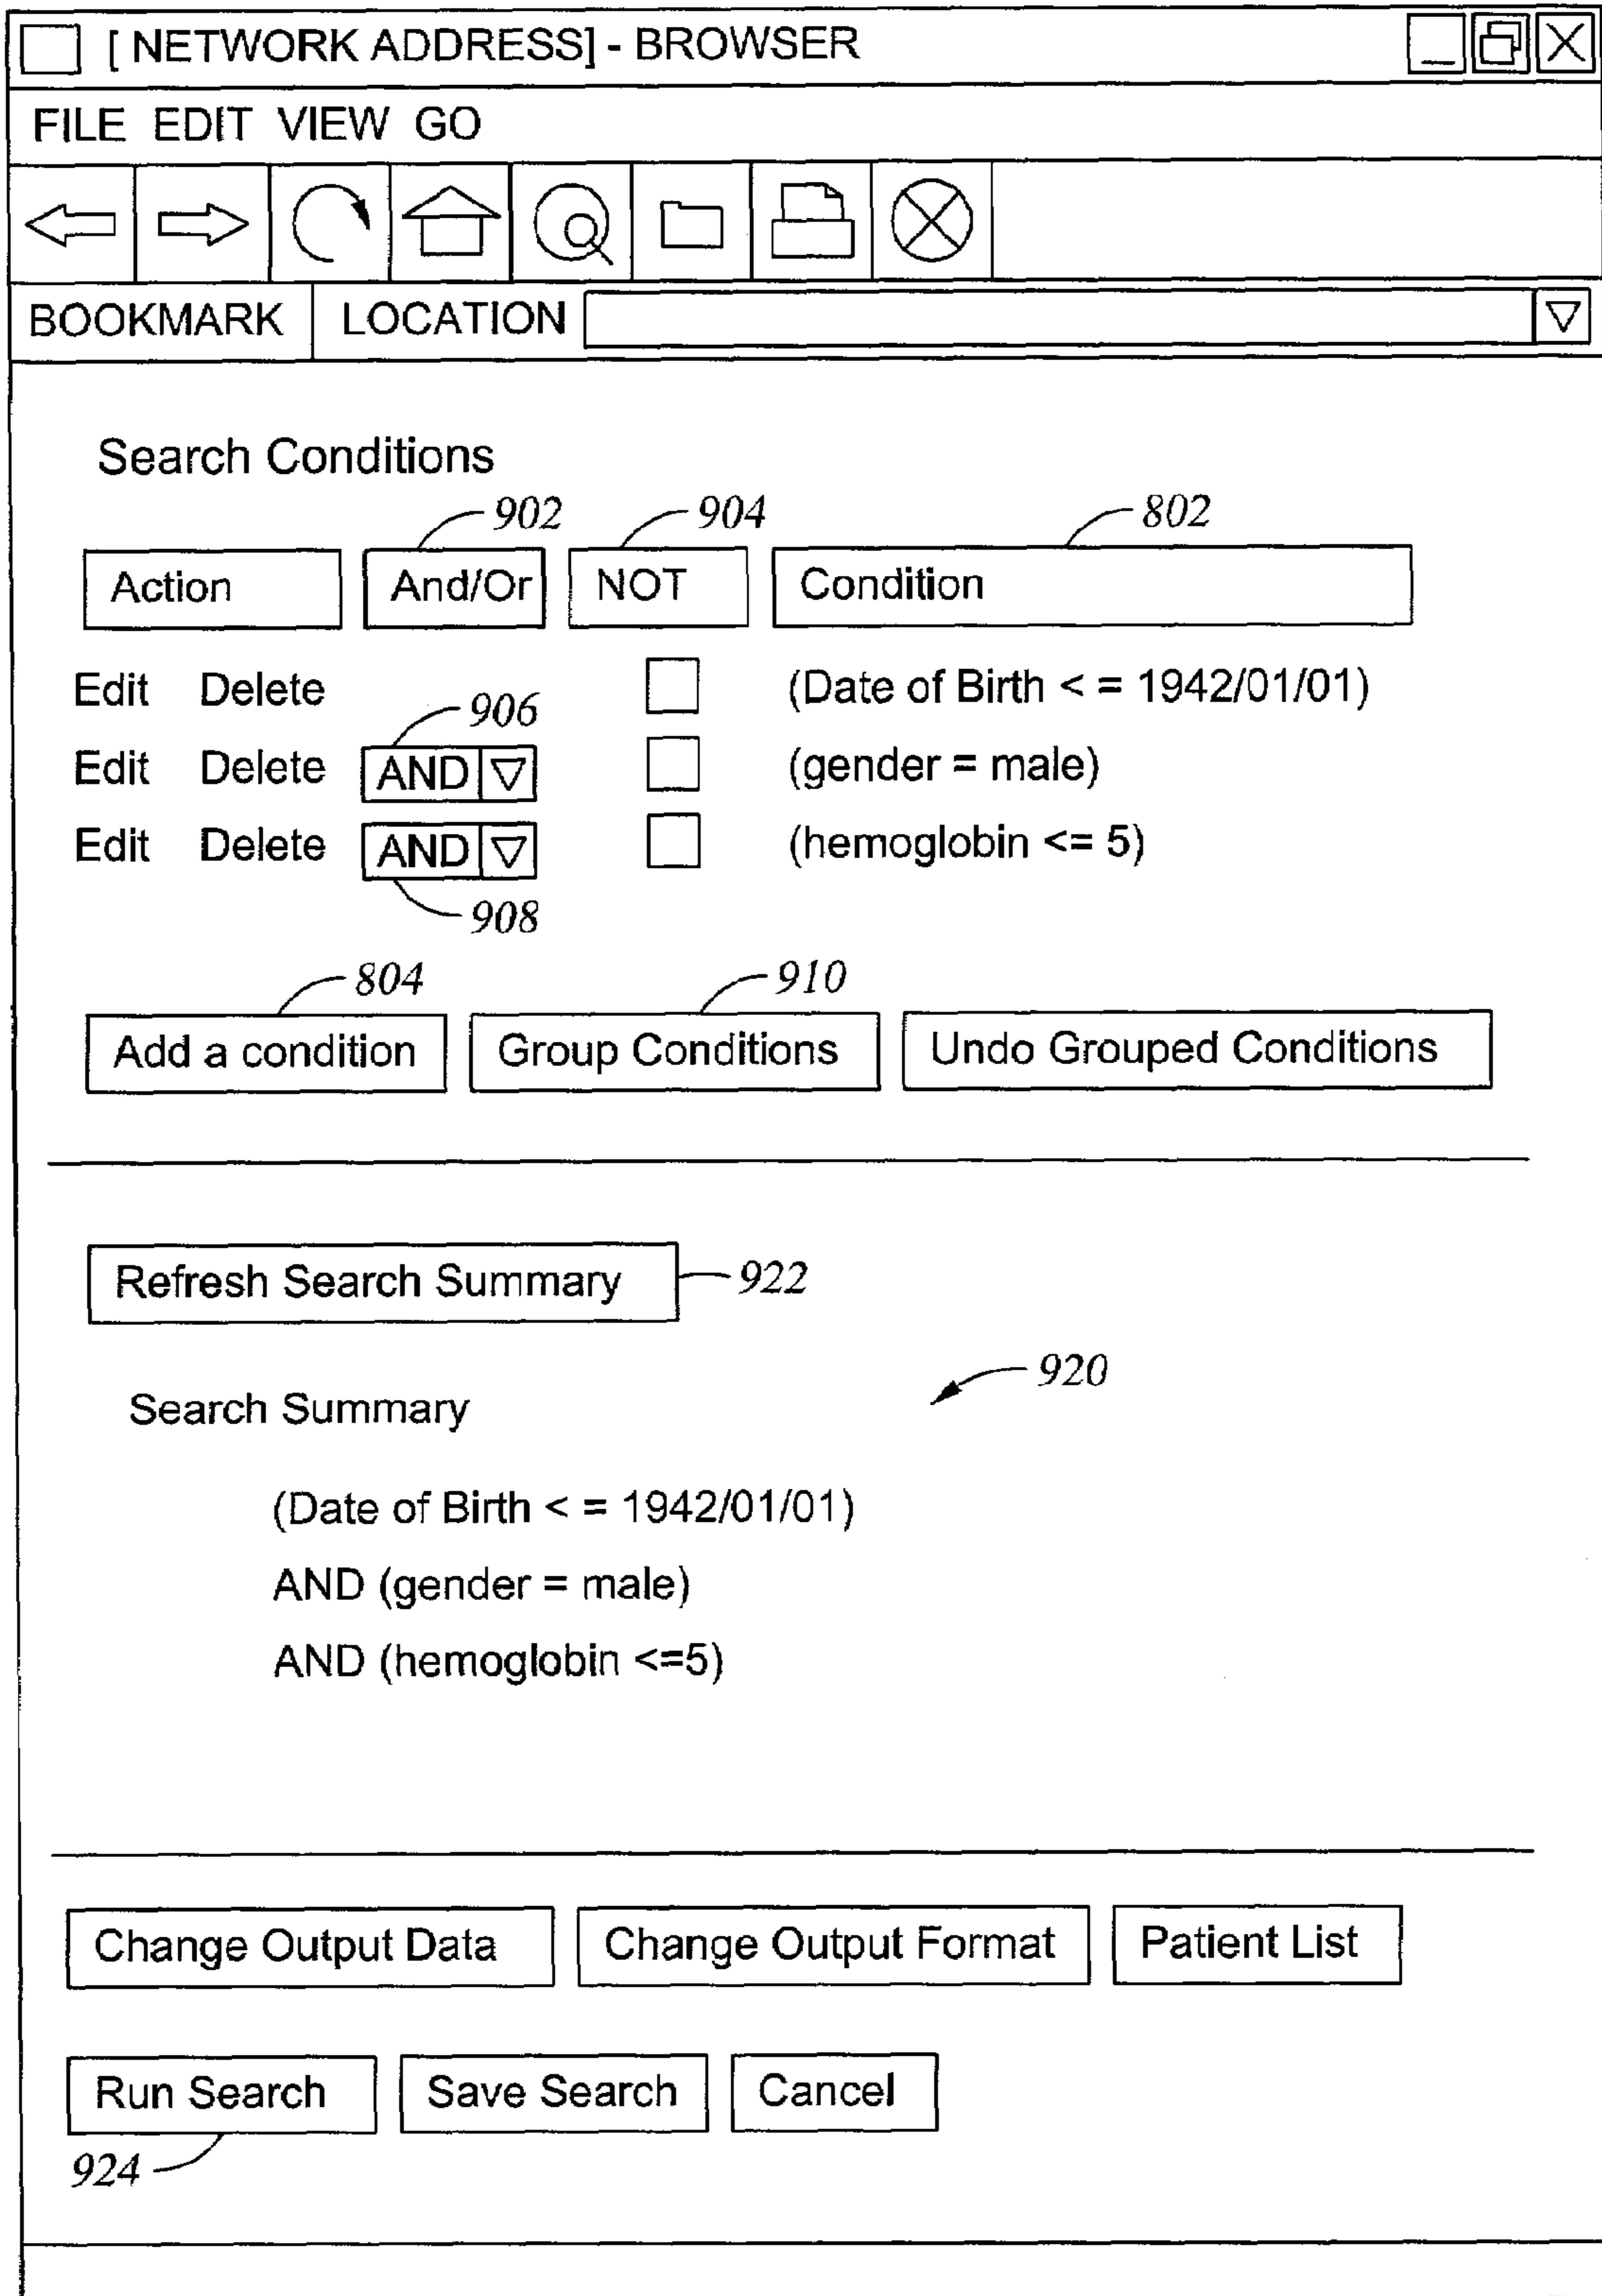 [ NETWORK ADDRESS] - BROWSER
FILE EDIT VIEW GO
BOOKMARK LOCATION
Search Conditions
902 904 802
Action And/Or NOT Condition
Edit Delete (Date of Birth < = 1942/01/01)
906
Edit Delete AND (gender = male)
Edit Delete AND (hemoglobin <= 5)
908
804 910
Add a condition Group Conditions Undo Grouped Conditions
Refresh Search Summary 922
920
Search Summary
(Date of Birth < = 1942/01/01)
AND (gender = male)
AND (hemoglobin <=5)
Change Output Data Change Output Format Patient List
Run Search Save Search Cancel
924